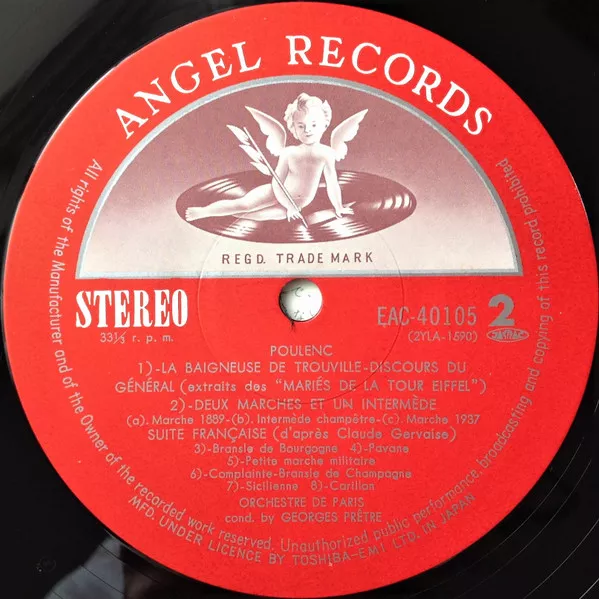 ANGEL RECORDS
REGD. TRADE MARK
STEREO
33⅓ r. p. m.
EAC-40105 2
(2YLA-1590)
JASRAC
POULENC
1)-LA BAIGNEUSE DE TROUVILLE-DISCOURS DU
GÉNÉRAL (extraits des "MARIÉS DE LA TOUR EIFFEL")
2)-DEUX MARCHES ET UN INTERMÈDE
(a). Marche 1889-(b). Intermède champêtre-(c). Marche 1937
SUITE FRANÇAISE (d'après Claude Gervaise)
3)-Bransle de Bourgogne 4)-Pavane
5)-Petite marche militaire
6)-Complainte-Bransle de Champagne
7)-Sicilienne 8)-Carillon
ORCHESTRE DE PARIS
cond. by GEORGES PRÊTRE
All rights of the Manufacturer and of the Owner of the recorded work reserved. Unauthorized public performance, broadcasting and copying of this record prohibited
MFD. UNDER LICENCE BY TOSHIBA-EMI LTD. IN JAPAN